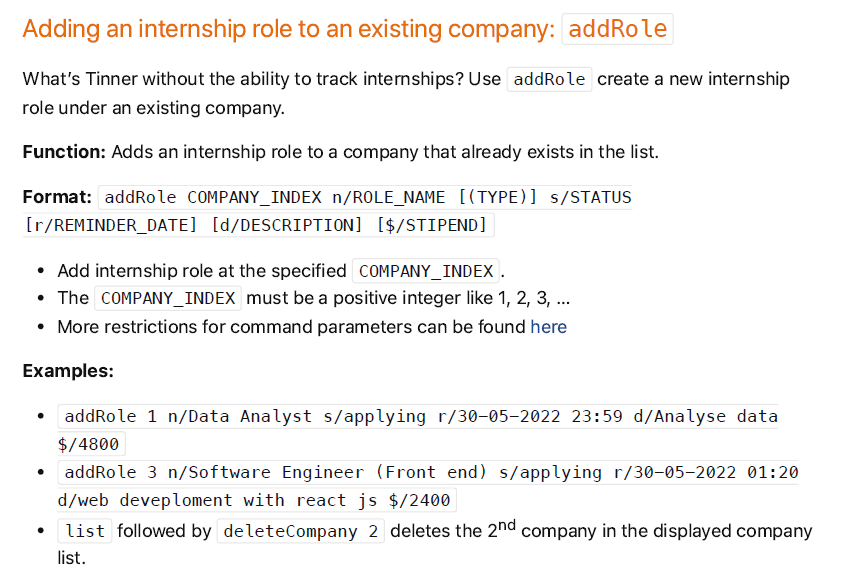 Adding an internship role to an existing company: addRole
What's Tinner without the ability to track internships? Use addRole create a new internship
role under an existing company.
Function: Adds an internship role to a company that already exists in the list.
Format: addRole COMPANY_INDEX n/ROLE_NAME [(TYPE)] s/STATUS
[r/REMINDER_DATE] [d/DESCRIPTION] [$/STIPEND]
• Add internship role at the specified COMPANY_INDEX.
• The COMPANY_INDEX must be a positive integer like 1, 2, 3, …
• More restrictions for command parameters can be found here
Examples:
• addRole 1 n/Data Analyst s/applying r/30-05-2022 23:59 d/Analyse data
$/4800
• addRole 3 n/Software Engineer (Front end) s/applying r/30-05-2022 01:20
d/web deveploment with react js $/2400
• list followed by deleteCompany 2 deletes the 2nd company in the displayed company
list.